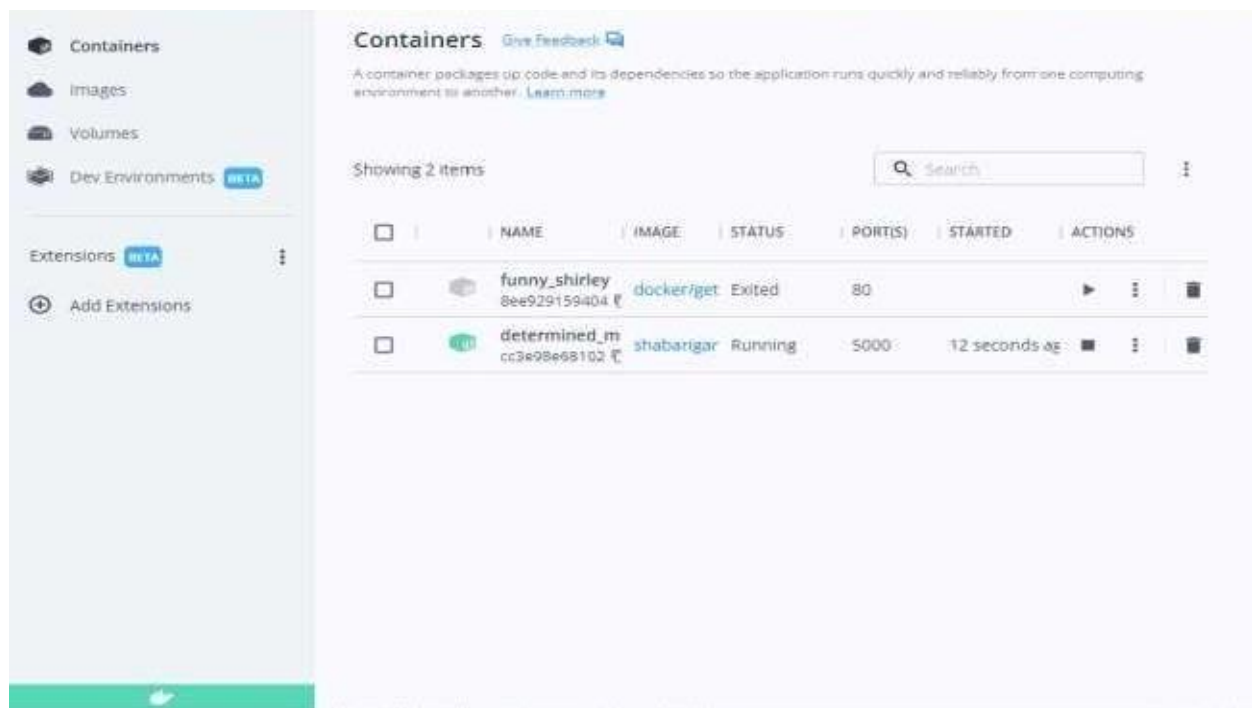 Containers
Images
Volumes
Dev Environments BETA
Extensions BETA
Add Extensions
Containers Give Feedback
A container packages up code and its dependencies so the application runs quickly and reliably from one computing
environment to another. Learn more
Showing 2 items
Search
NAME IMAGE STATUS PORT(S) STARTED ACTIONS
funny_shirley docker/get Exited 80
8ee929159404
determined_m shabarigar Running 5000 12 seconds ag
cc3e98e68102